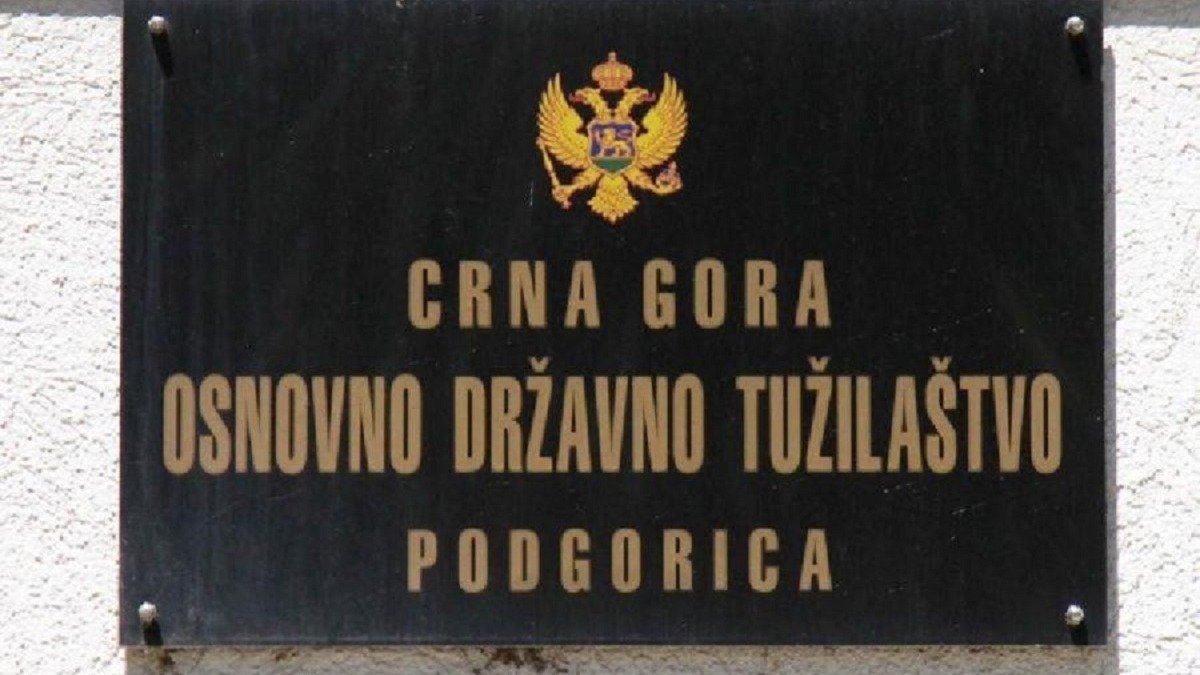 CRNA GORA
OSNOVNO DRŽAVNO TUŽILAŠTVO
PODGORICA